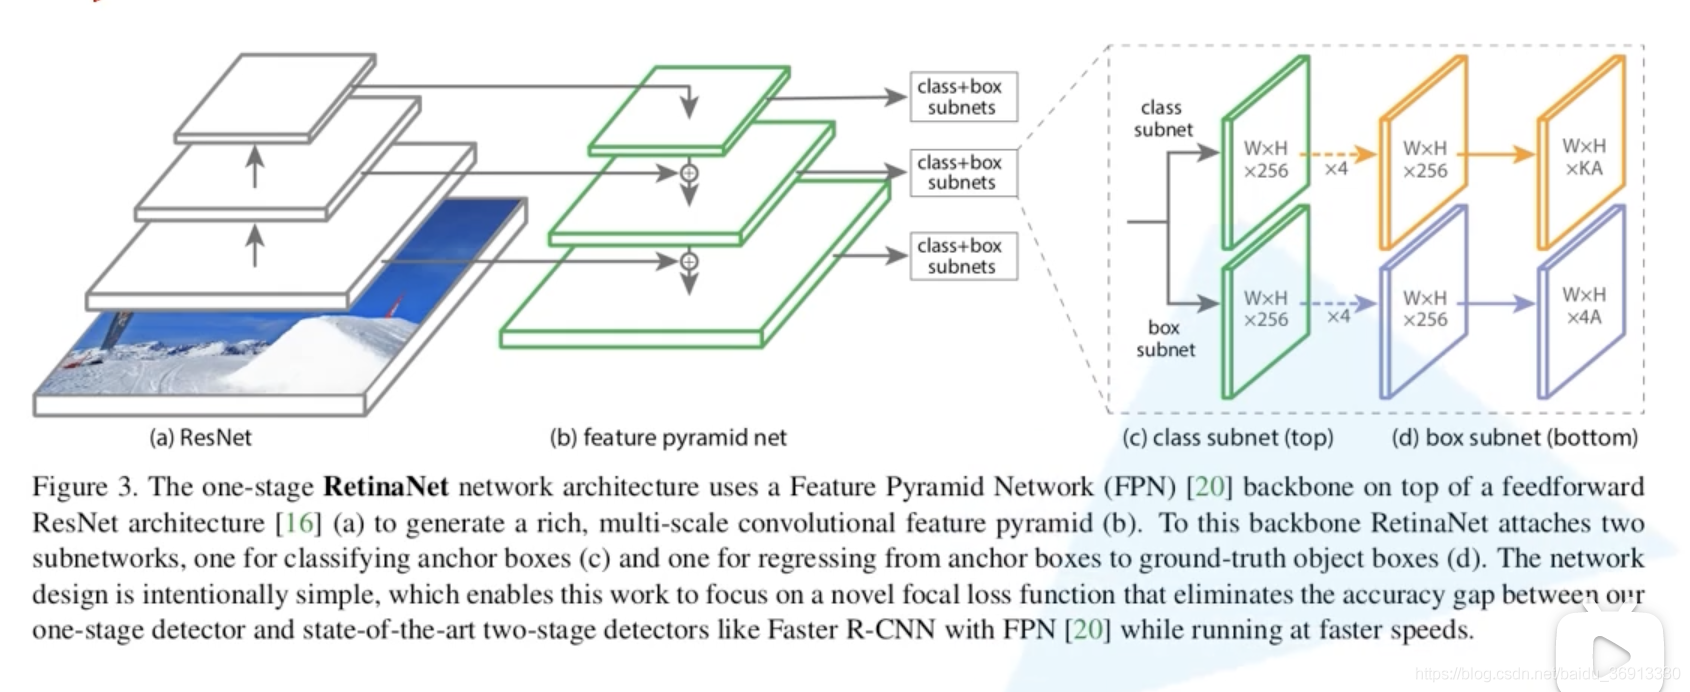 class+box
subnets
class+box
subnets
class+box
subnets
class
subnet
W×H
×256
×4
W×H
×256
W×H
×KA
box
subnet
W×H
×256
×4
W×H
×256
W×H
×4A
(a) ResNet
(b) feature pyramid net
(c) class subnet (top)
(d) box subnet (bottom)
Figure 3. The one-stage RetinaNet network architecture uses a Feature Pyramid Network (FPN) [20] backbone on top of a feedforward
ResNet architecture [16] (a) to generate a rich, multi-scale convolutional feature pyramid (b). To this backbone RetinaNet attaches two
subnetworks, one for classifying anchor boxes (c) and one for regressing from anchor boxes to ground-truth object boxes (d). The network
design is intentionally simple, which enables this work to focus on a novel focal loss function that eliminates the accuracy gap between our
one-stage detector and state-of-the-art two-stage detectors like Faster R-CNN with FPN [20] while running at faster speeds.
https://blog.csdn.net/baidu_36913330